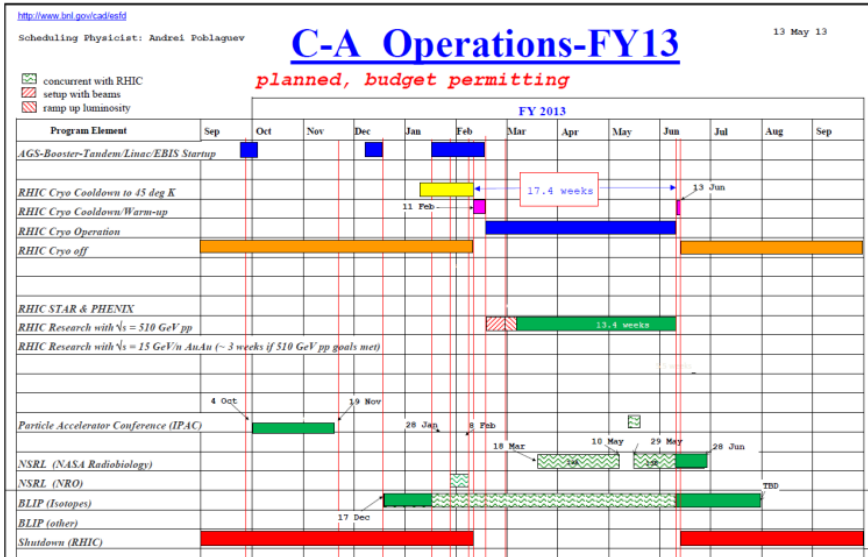 http://www.bnl.gov/cad/esfd
Scheduling Physicist: Andrei Poblaguev
C-A Operations-FY13
13 May 13
planned, budget permitting
concurrent with RHIC
setup with beams
ramp up luminosity
FY 2013
Program Element Sep Oct Nov Dec Jan Feb Mar Apr May Jun Jul Aug Sep
AGS-Booster-Tandem/Linac/EBIS Startup
RHIC Cryo Cooldown to 45 deg K
17.4 weeks
13 Jun
RHIC Cryo Cooldown/Warm-up
11 Feb
RHIC Cryo Operation
RHIC Cryo off
RHIC STAR & PHENIX
RHIC Research with √s = 510 GeV pp
13.4 weeks
RHIC Research with √s = 15 GeV/n AuAu (~ 3 weeks if 510 GeV pp goals met)
4 Oct
19 Nov
Particle Accelerator Conference (IPAC)
28 Jan
8 Feb
18 Mar
10 May
29 May
28 Jun
NSRL (NASA Radiobiology)
NSRL (NRO)
TBD
BLIP (Isotopes)
17 Dec
BLIP (other)
Shutdown (RHIC)